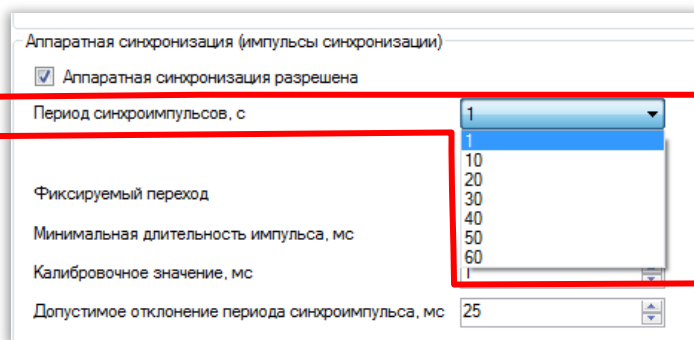 Аппаратная синхронизация (импульсы синхронизации)
Аппаратная синхронизация разрешена
Период синхроимпульсов, с 1
1
10
20
30
40
50
60
Фиксируемый переход
Минимальная длительность импульса, мс
Калибровочное значение, мс
Допустимое отклонение периода синхроимпульса, мс 25